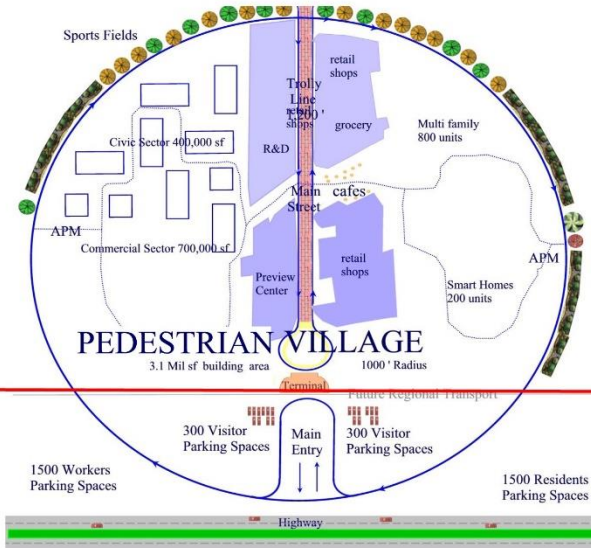 Sports Fields
retail
shops
Trolly
Line
1,200 '
retail
shops
grocery
Multi family
800 units
Civic Sector 400,000 sf
R&D
Main
Street
cafes
APM
Commercial Sector 700,000 sf
APM
retail
shops
Preview
Center
Smart Homes
200 units
PEDESTRIAN VILLAGE
3.1 Mil sf building area
1000 ' Radius
Terminal
Future Regional Transport
300 Visitor
Parking Spaces
Main
Entry
300 Visitor
Parking Spaces
1500 Workers
Parking Spaces
1500 Residents
Parking Spaces
Highway